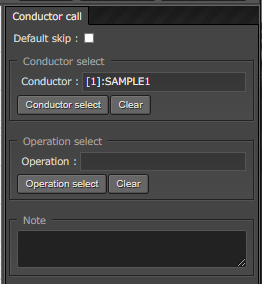 Conductor call
Default skip :
Conductor select
Conductor : [1]:SAMPLE1
Conductor select Clear
Operation select
Operation :
Operation select Clear
Note